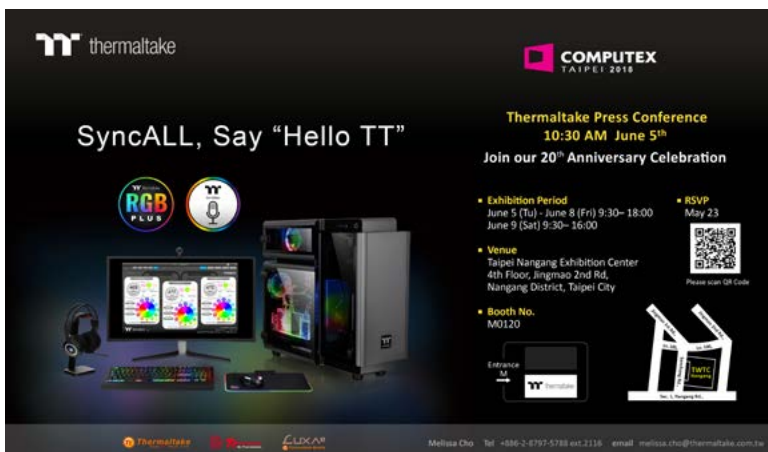 thermaltake
COMPUTEX
TAIPEI 2018
SyncALL, Say “Hello TT”
RGB
PLUS
Thermaltake Press Conference
10:30 AM June 5th
Join our 20th Anniversary Celebration
Exhibition Period
June 5 (Tu) - June 8 (Fri) 9:30– 18:00
June 9 (Sat) 9:30– 16:00
Venue
Taipei Nangang Exhibition Center
4th Floor, Jingmao 2nd Rd,
Nangang District, Taipei City
Booth No.
M0120
RSVP
May 23
Please scan QR Code
Entrance
M
thermaltake
TWTC
Nangang
Sec. 1, Nangang Rd.,
Thermaltake
LUXA2
Melissa Cho Tel +886-2-8797-5788 ext.2116 email melissa.cho@thermaltake.com.tw